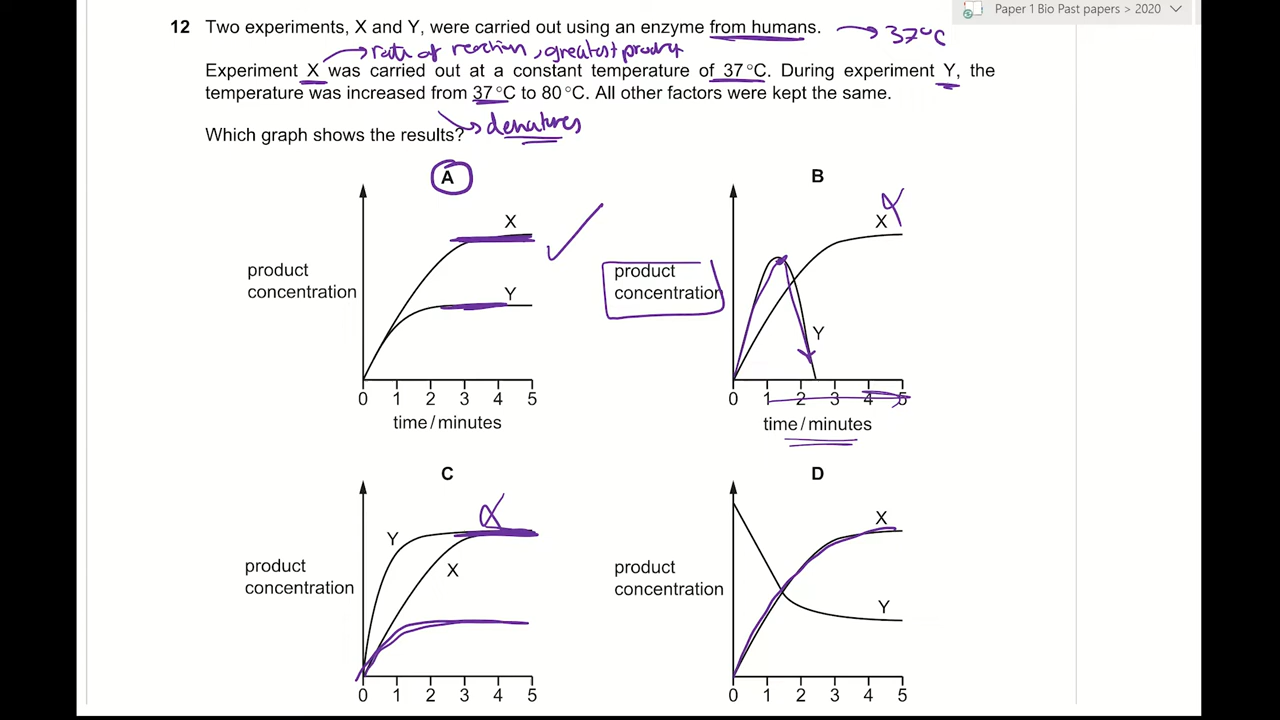 Paper 1 Bio Past papers > 2020
12 Two experiments, X and Y, were carried out using an enzyme from humans. 37°C
rate of reaction, greatest product
Experiment X was carried out at a constant temperature of 37 °C. During experiment Y, the
temperature was increased from 37 °C to 80 °C. All other factors were kept the same.
denatures
Which graph shows the results?
A
X
product
concentration
Y
0 1 2 3 4 5
time / minutes
B
X
product
concentration
Y
0 1 2 3 4 5
time / minutes
C
Y
product
concentration
X
0 1 2 3 4 5
D
X
product
concentration
Y
0 1 2 3 4 5